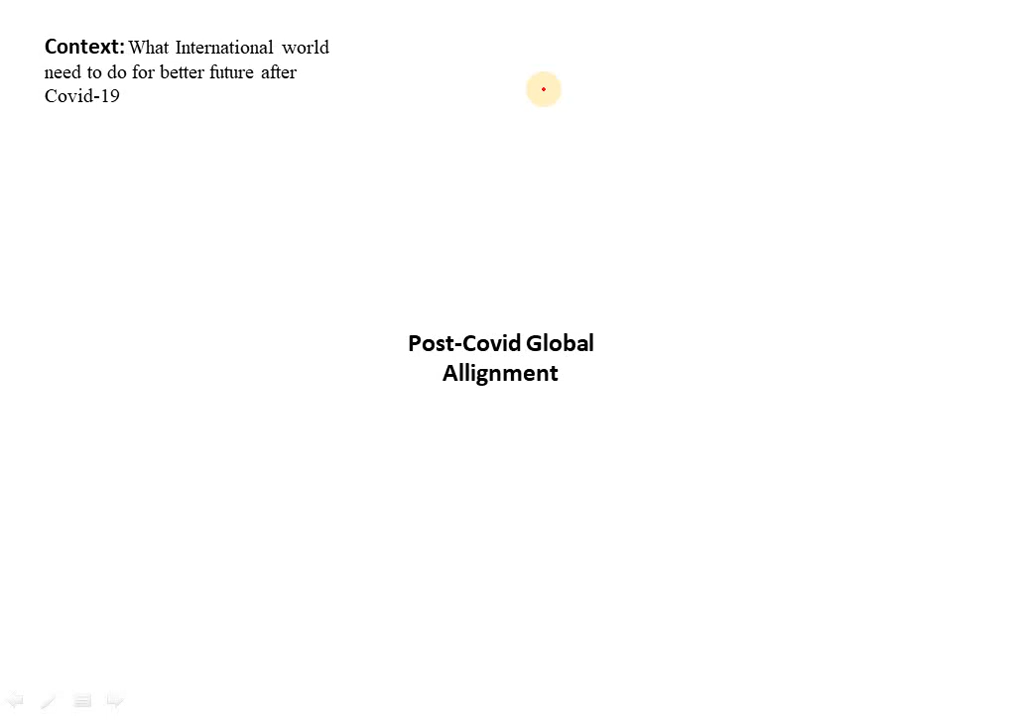 Context: What International world
need to do for better future after
Covid-19
Post-Covid Global
Allignment